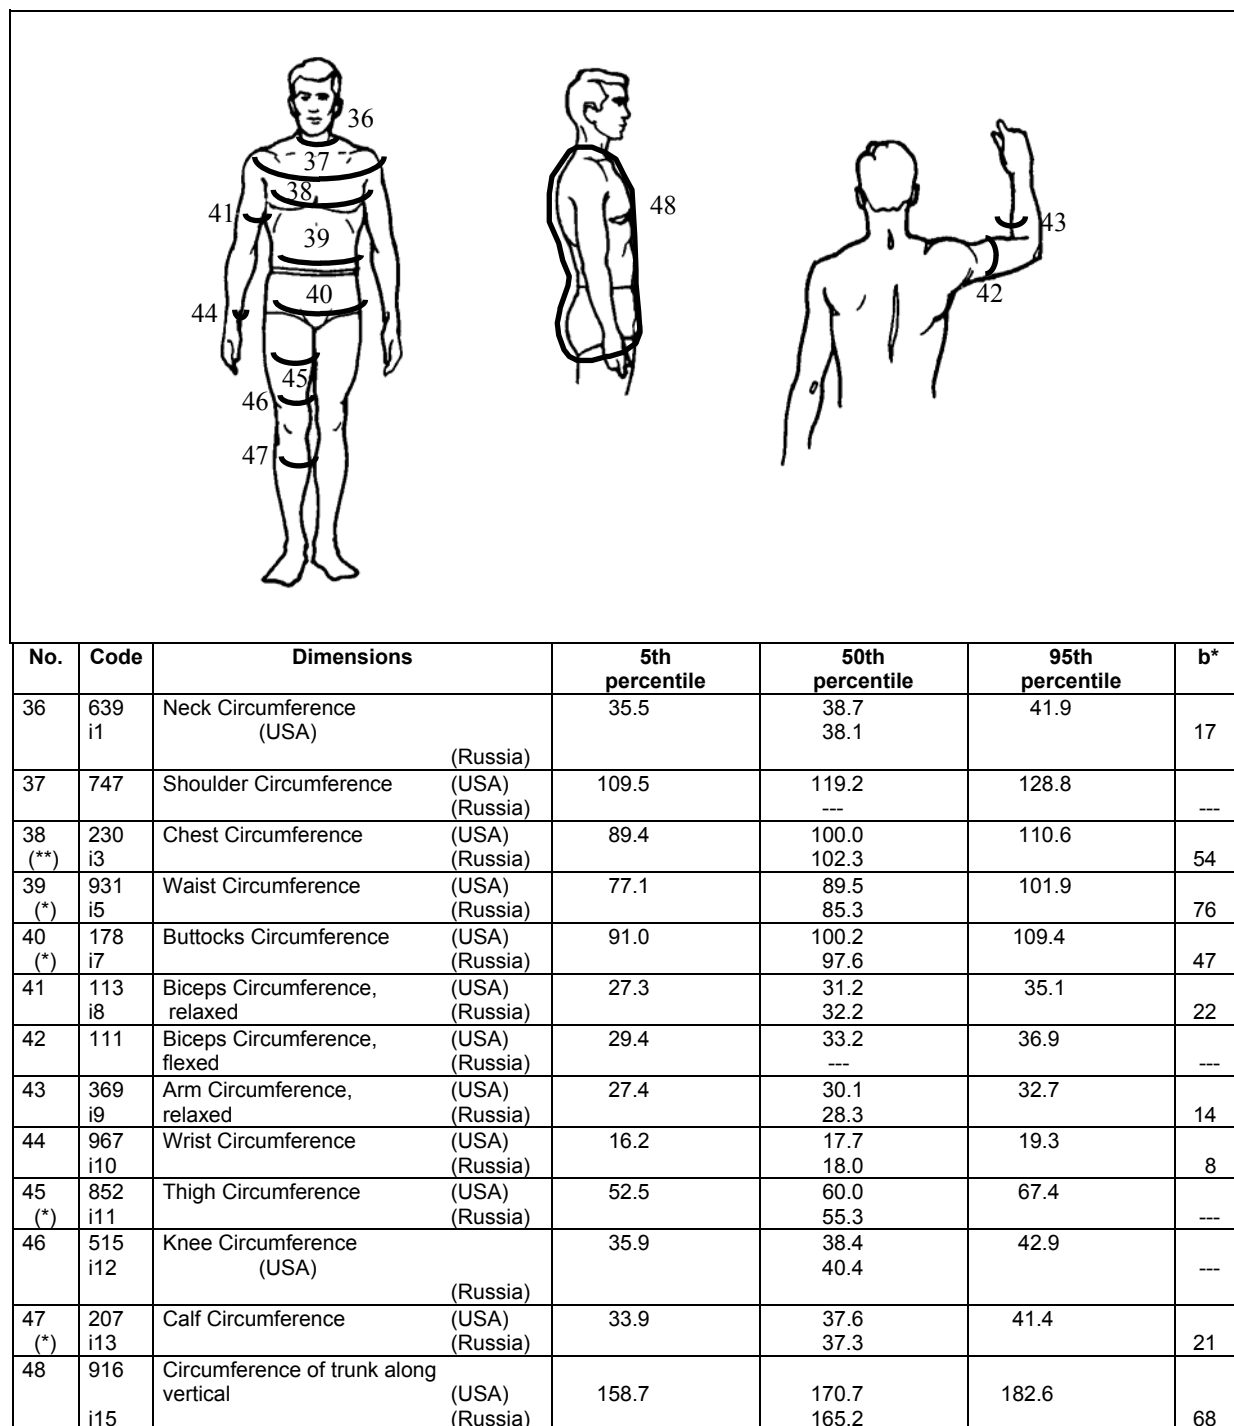 36
37
38
41
39
40
44
45
46
47
48
43
42
No. Code Dimensions 5th percentile 50th percentile 95th percentile b*
36 639 Neck Circumference 35.5 38.7 41.9
i1 (USA) 38.1 17
(Russia)
37 747 Shoulder Circumference (USA) 109.5 119.2 128.8
(Russia) --- ---
38 230 Chest Circumference (USA) 89.4 100.0 110.6
(**) i3 (Russia) 102.3 54
39 931 Waist Circumference (USA) 77.1 89.5 101.9
(*) i5 (Russia) 85.3 76
40 178 Buttocks Circumference (USA) 91.0 100.2 109.4
(*) i7 (Russia) 97.6 47
41 113 Biceps Circumference, (USA) 27.3 31.2 35.1
i8 relaxed (Russia) 32.2 22
42 111 Biceps Circumference, (USA) 29.4 33.2 36.9
flexed (Russia) --- ---
43 369 Arm Circumference, (USA) 27.4 30.1 32.7
i9 relaxed (Russia) 28.3 14
44 967 Wrist Circumference (USA) 16.2 17.7 19.3
i10 (Russia) 18.0 8
45 852 Thigh Circumference (USA) 52.5 60.0 67.4
(*) i11 (Russia) 55.3 ---
46 515 Knee Circumference 35.9 38.4 42.9
i12 (USA) 40.4 ---
(Russia)
47 207 Calf Circumference (USA) 33.9 37.6 41.4
(*) i13 (Russia) 37.3 21
48 916 Circumference of trunk along
vertical (USA) 158.7 170.7 182.6
i15 (Russia) 165.2 68